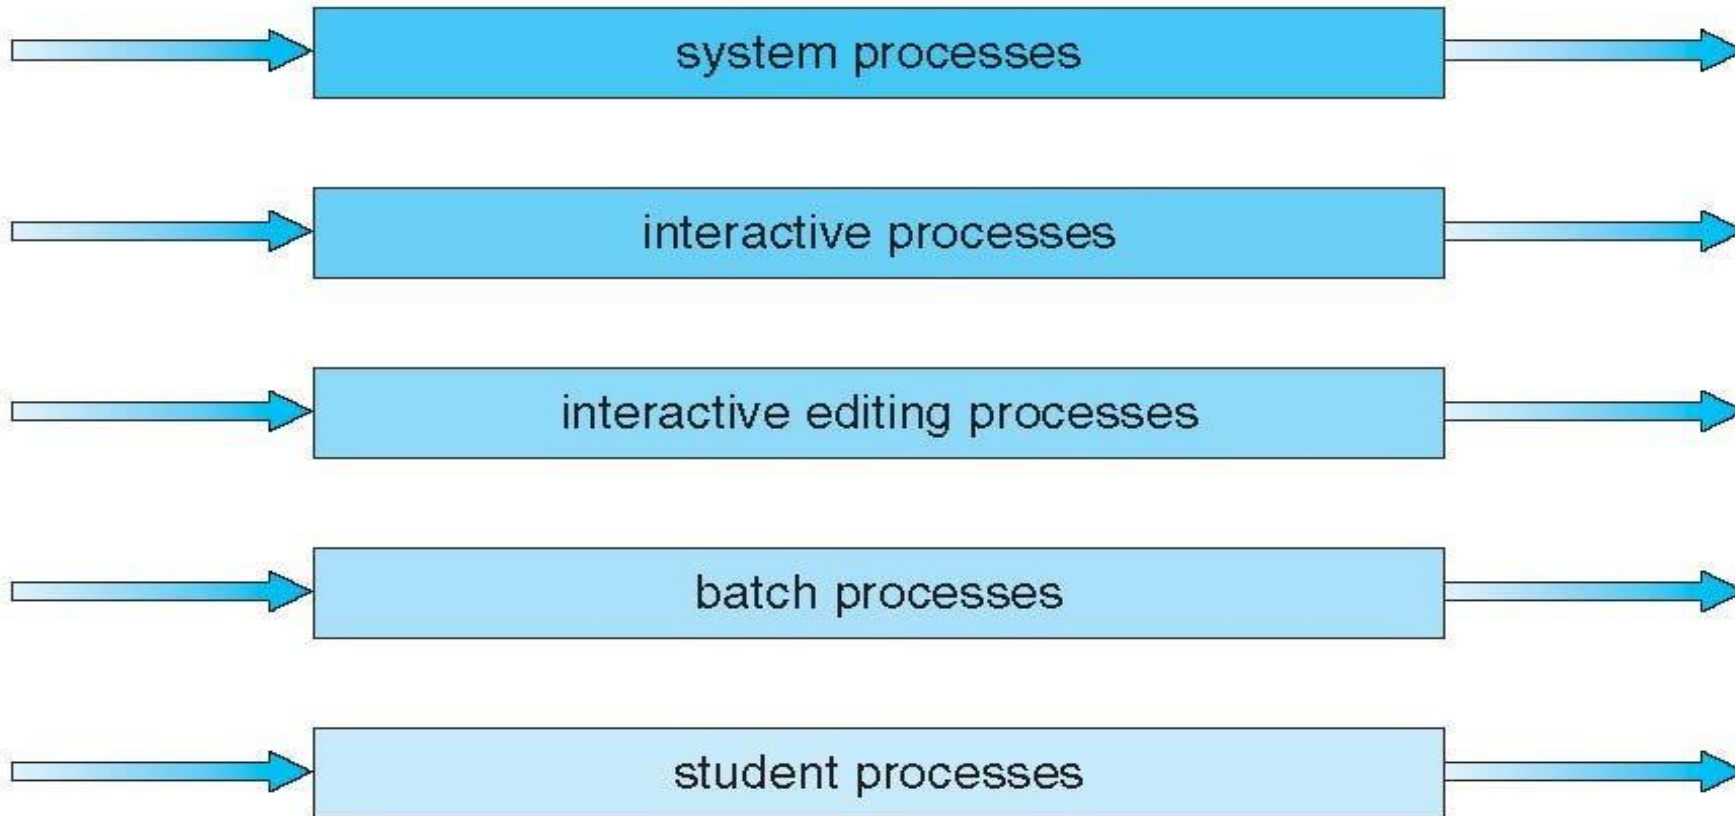 system processes
interactive processes
interactive editing processes
batch processes
student processes